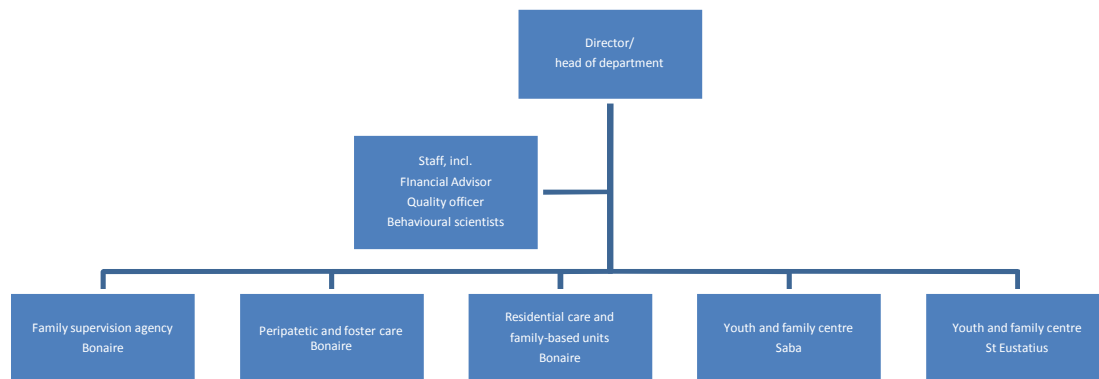 Director/
head of department
Staff, incl.
FInancial Advisor
Quality officer
Behavioural scientists
Family supervision agency
Bonaire
Peripatetic and foster care
Bonaire
Residential care and
family-based units
Bonaire
Youth and family centre
Saba
Youth and family centre
St Eustatius